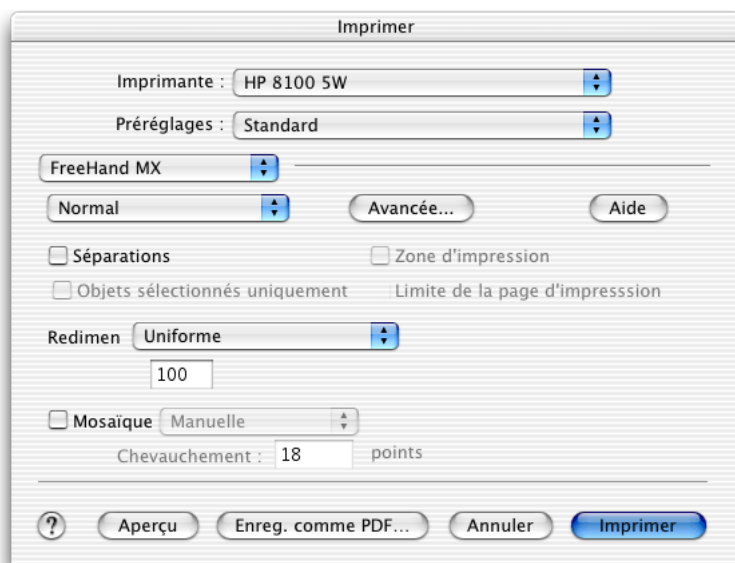 Imprimer
Imprimante : HP 8100 5W
Préréglages : Standard
FreeHand MX
Normal Avancée... Aide
Séparations Zone d'impression
Objets sélectionnés uniquement Limite de la page d'impresssion
Redimen Uniforme
100
Mosaïque Manuelle
Chevauchement : 18 points
? Aperçu Enreg. comme PDF... Annuler Imprimer